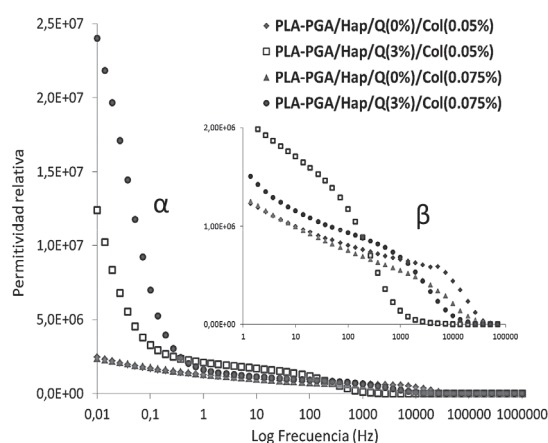 Permitividad relativa
3,0E+07
2,5E+07
2,0E+07
1,5E+07
1,0E+07
5,0E+06
0,0E+00
PLA-PGA/Hap/Q(0%)/Col(0.05%)
PLA-PGA/Hap/Q(3%)/Col(0.05%)
PLA-PGA/Hap/Q(0%)/Col(0.075%)
PLA-PGA/Hap/Q(3%)/Col(0.075%)
α
β
2,00E+06
1,00E+06
0,00E+00
1 10 100 1000 10000 100000
0,01 0,1 1 10 100 1000 10000 100000 1000000
Log Frecuencia (Hz)